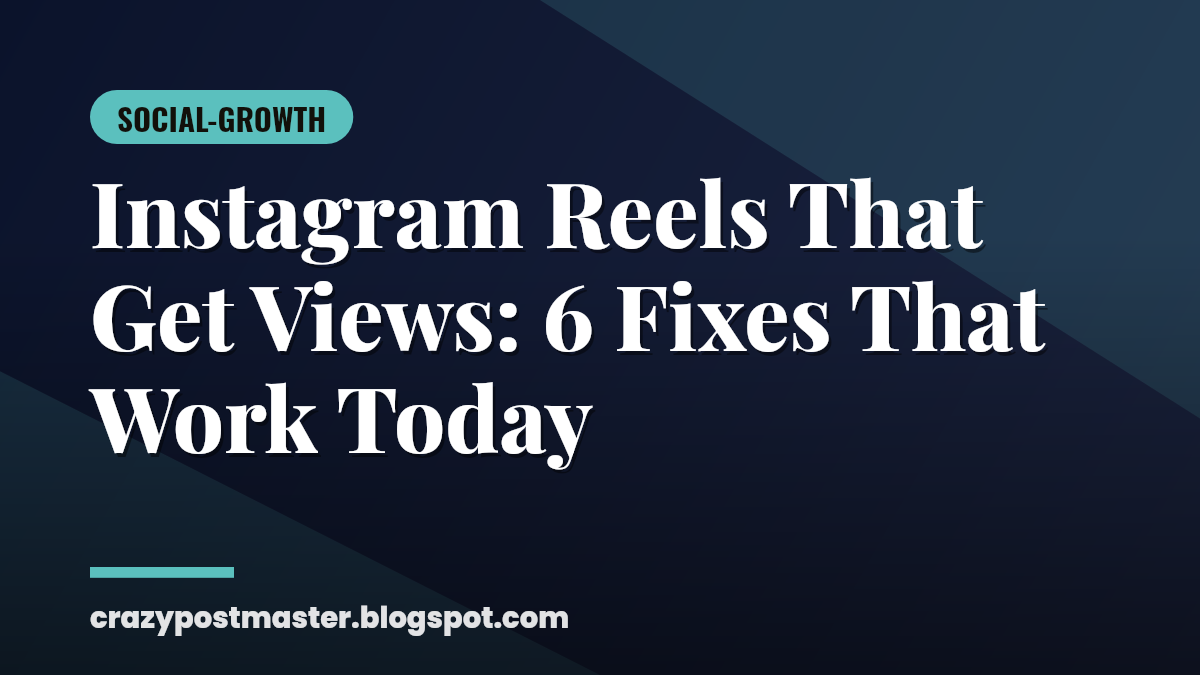 SOCIAL-GROWTH
Instagram Reels That
Get Views: 6 Fixes That
Work Today
crazypostmaster.blogspot.com